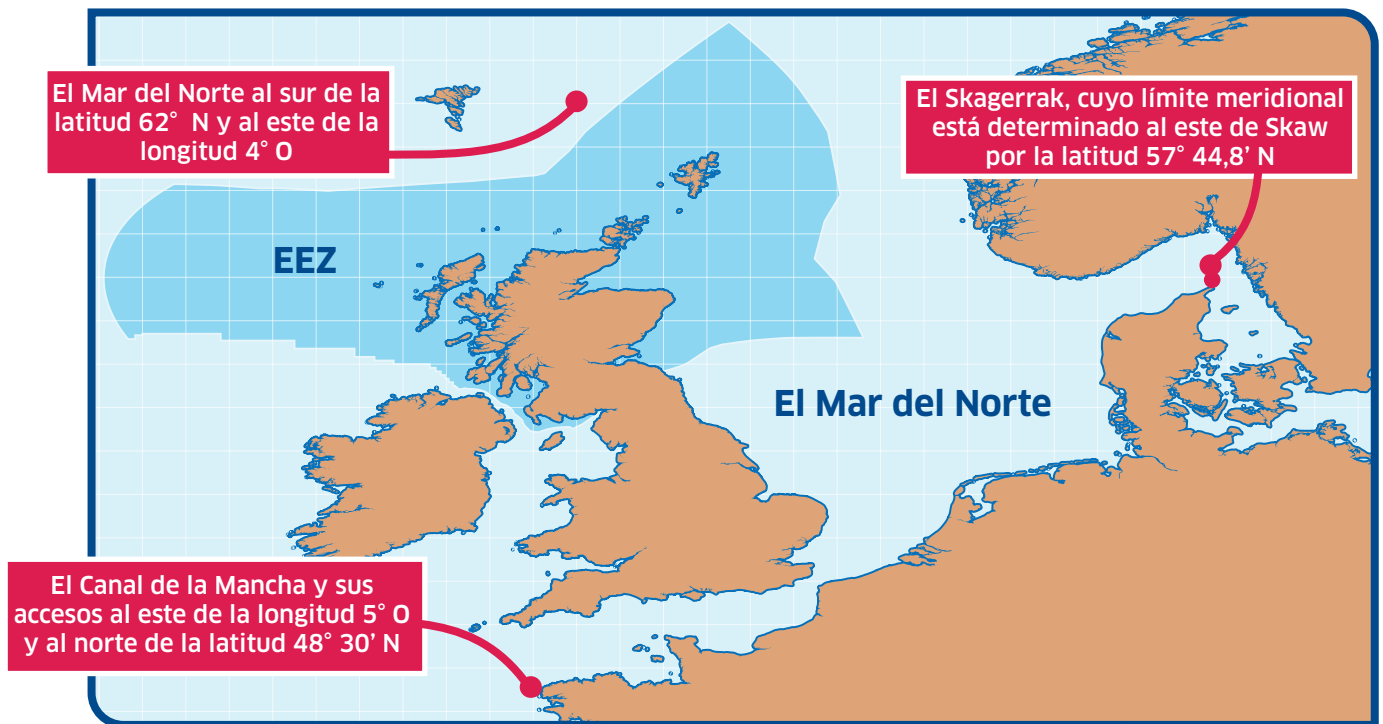 El Mar del Norte al sur de la
latitud 62° N y al este de la
longitud 4° O
El Skagerrak, cuyo límite meridional
está determinado al este de Skaw
por la latitud 57° 44,8’ N
EEZ
El Mar del Norte
El Canal de la Mancha y sus
accesos al este de la longitud 5° O
y al norte de la latitud 48° 30’ N